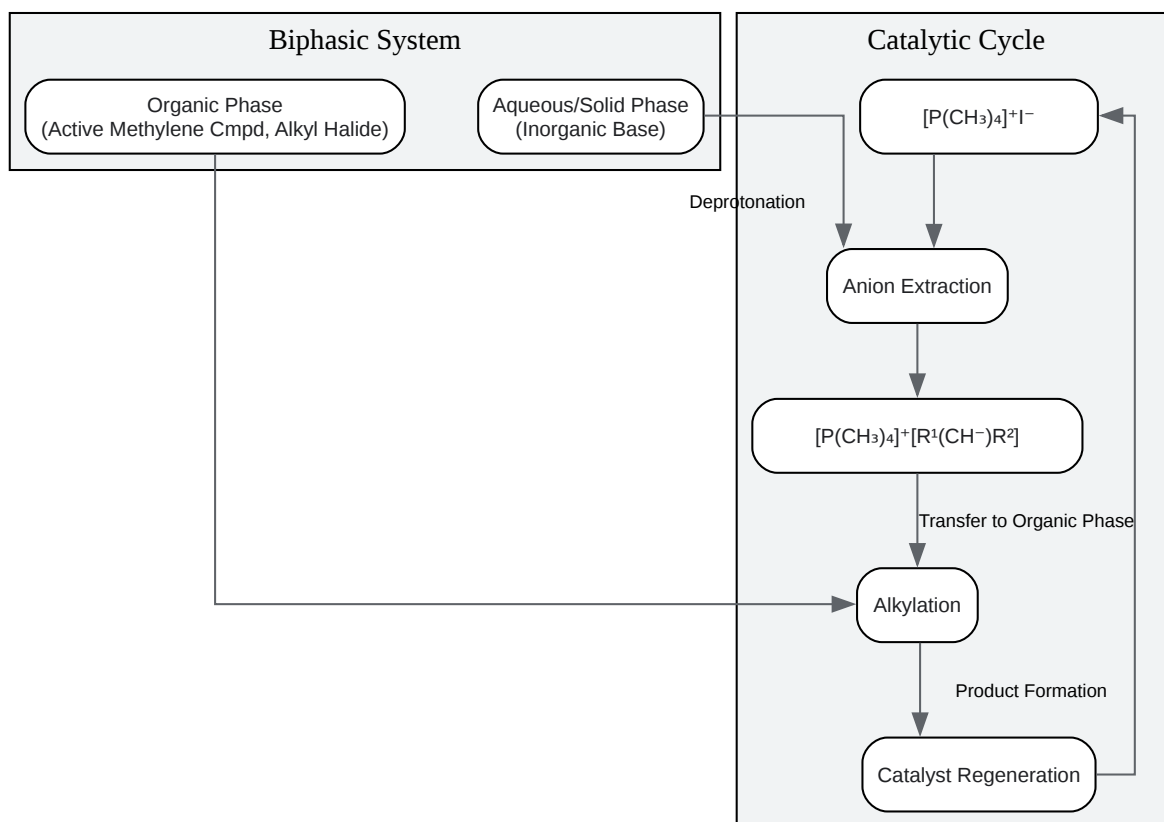 Biphasic System
Organic Phase
(Active Methylene Cmpd, Alkyl Halide)
Aqueous/Solid Phase
(Inorganic Base)
Catalytic Cycle
[P(CH₃)₄]⁺I⁻
Deprotonation
Anion Extraction
[P(CH₃)₄]⁺[R¹(CH⁻)R²]
Transfer to Organic Phase
Alkylation
Product Formation
Catalyst Regeneration